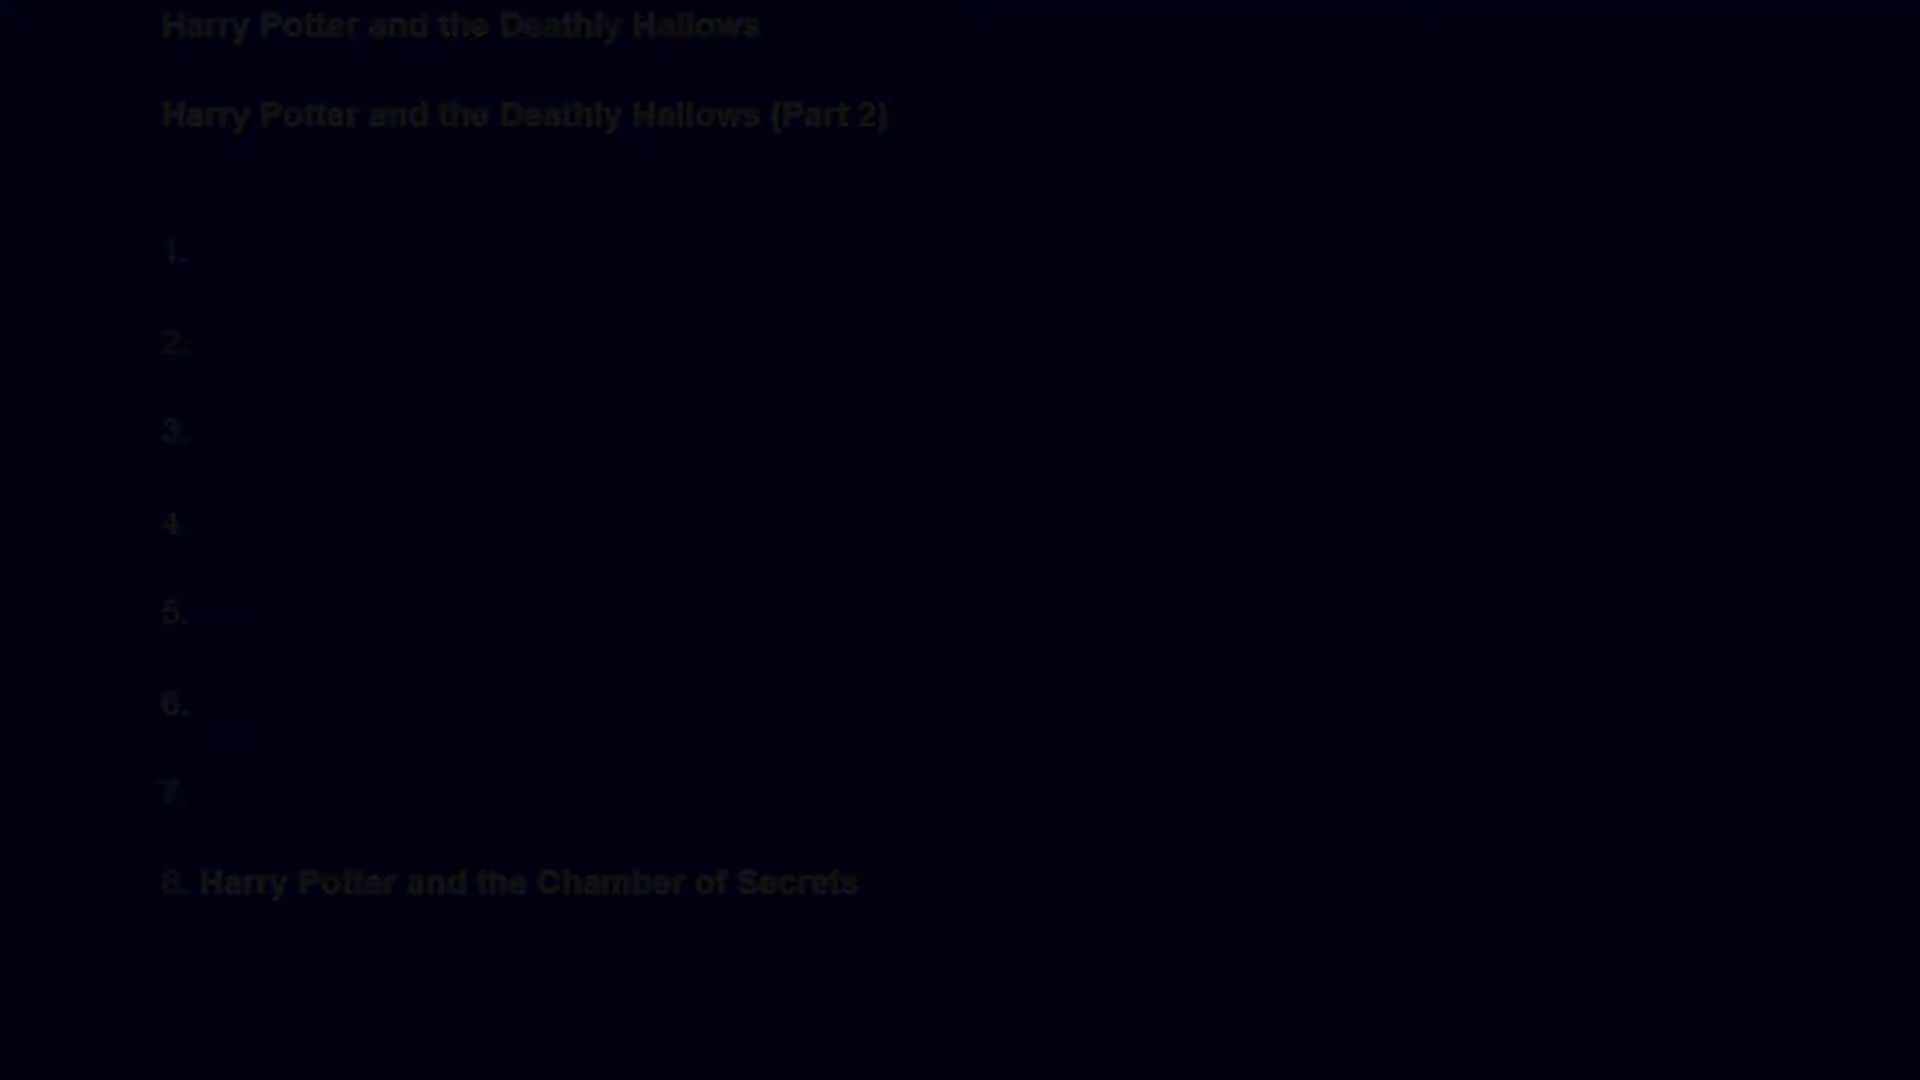 Harry Potter and the Deathly Hallows
Harry Potter and the Deathly Hallows (Part 2)
1.
2.
3.
4.
5.
6.
7.
8. Harry Potter and the Chamber of Secrets